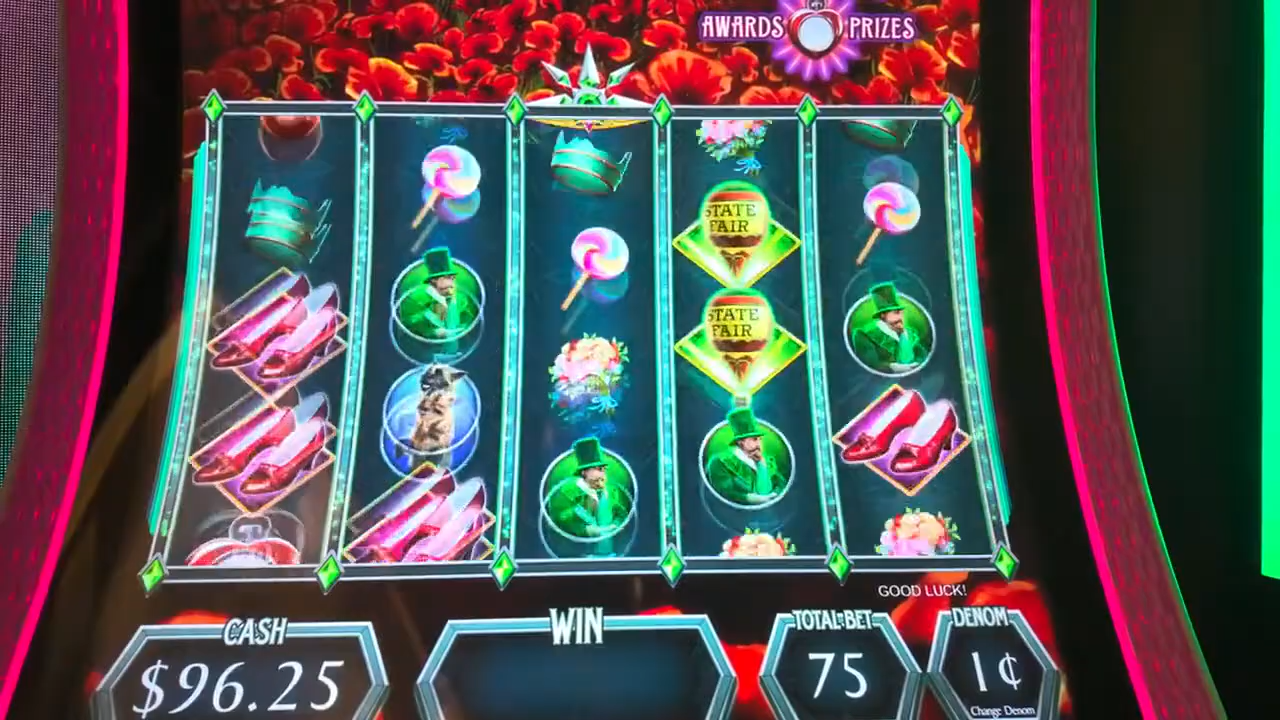 AWARDS PRIZES
STATE
FAIR
STATE
FAIR
GOOD LUCK!
CASH
$96.25
WIN
TOTAL BET
75
DENOM
1¢
Change Denom